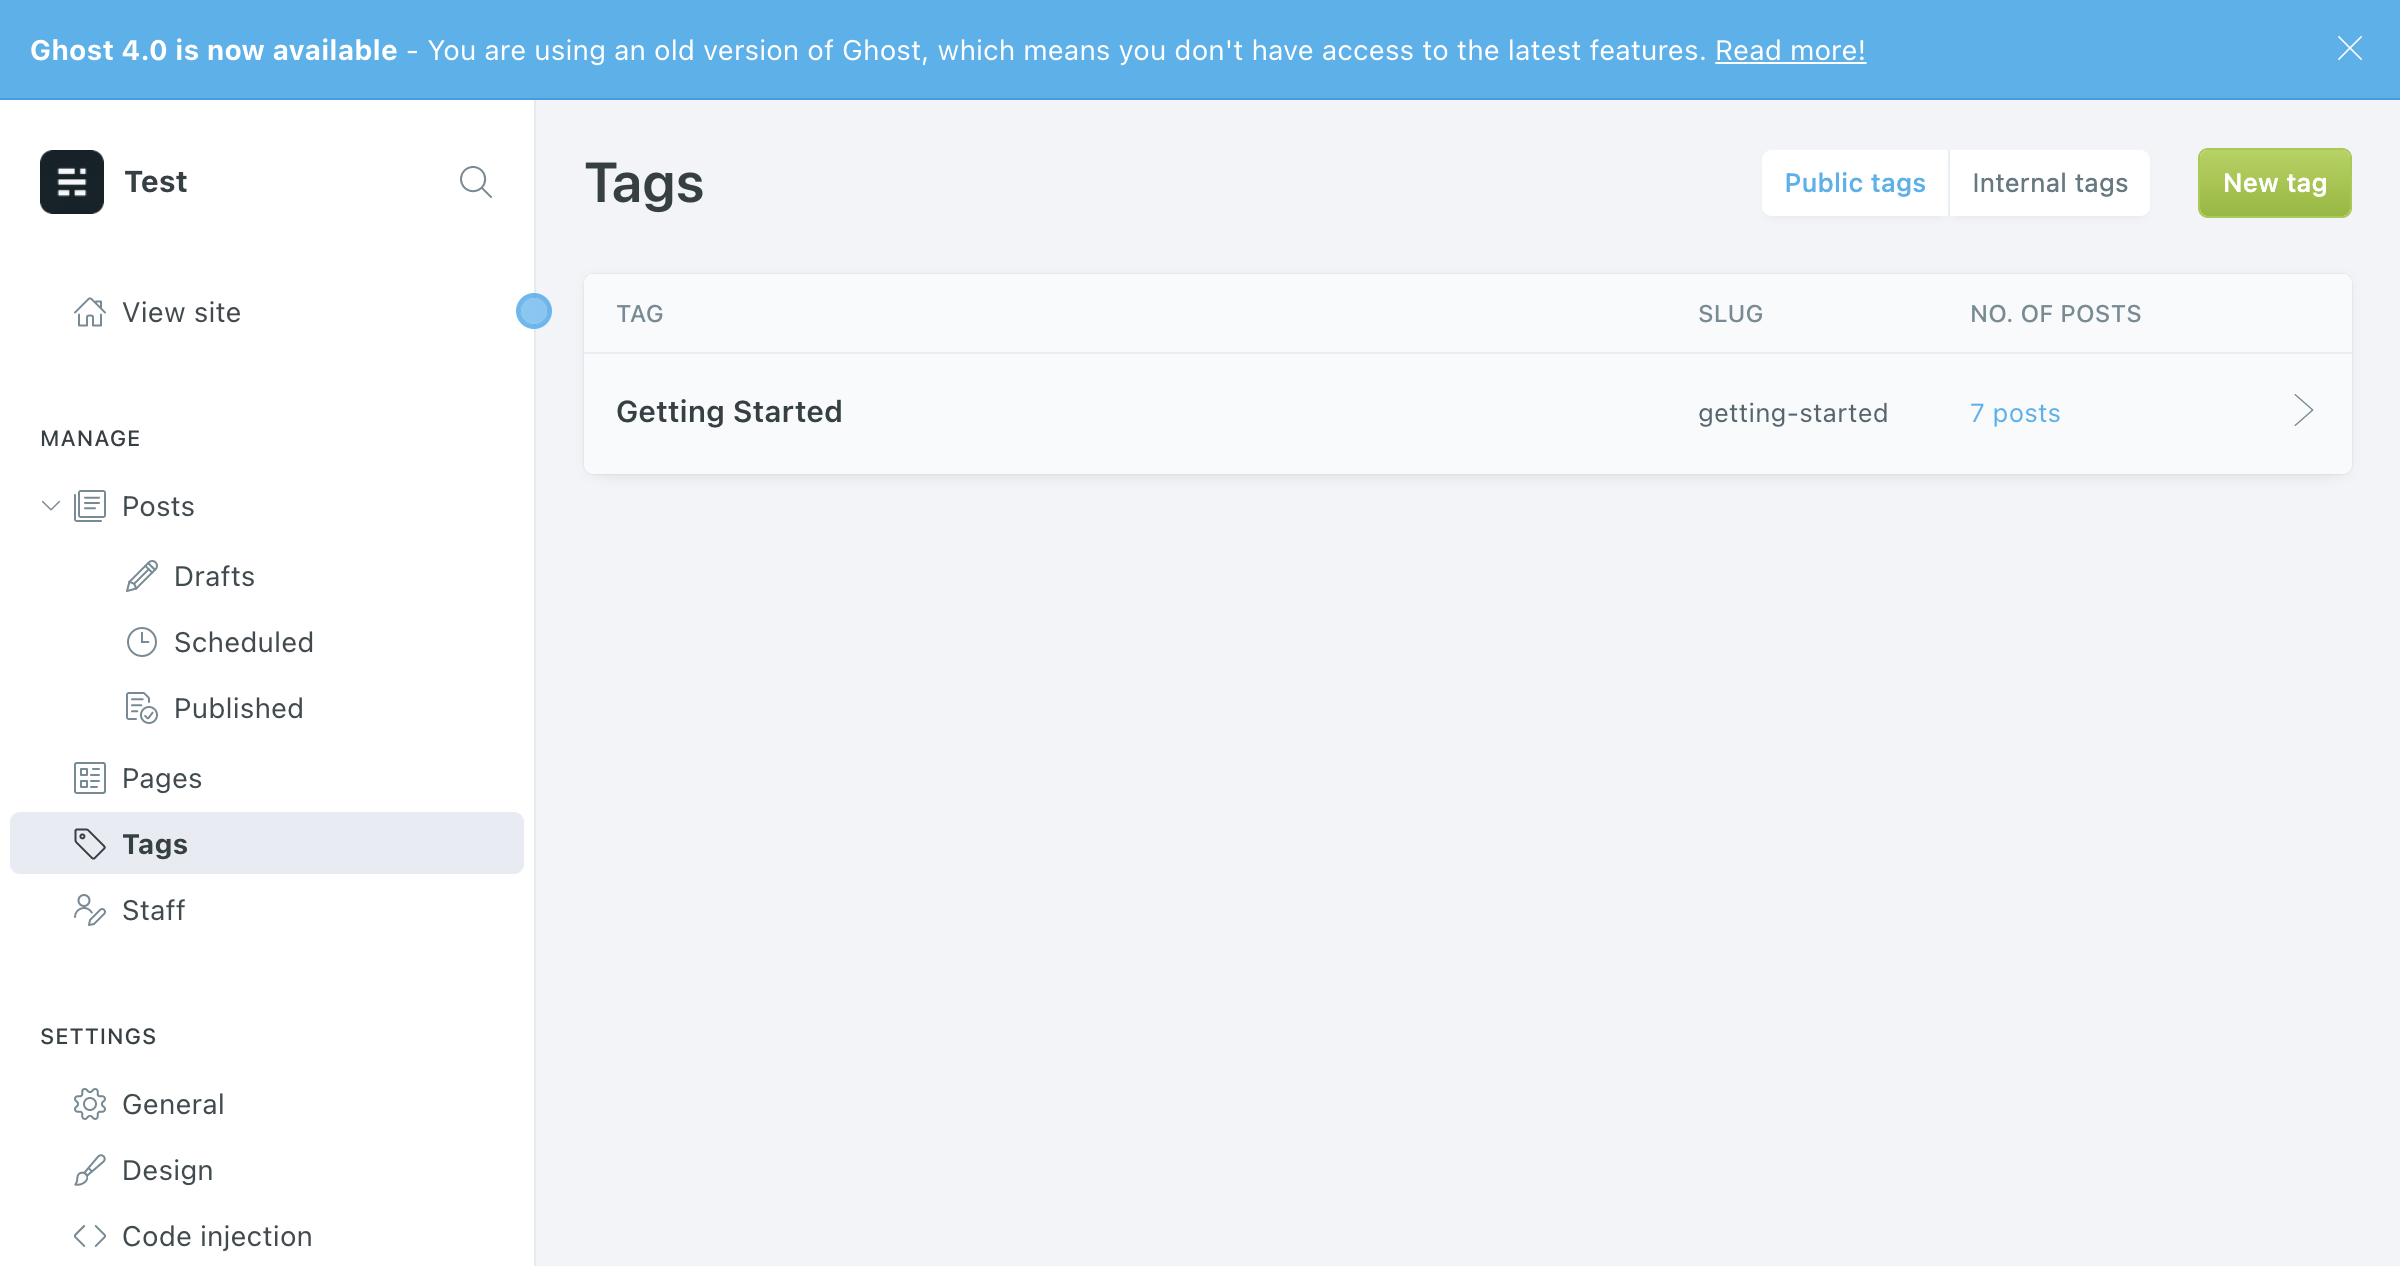 Ghost 4.0 is now available - You are using an old version of Ghost, which means you don't have access to the latest features. Read more!
Test
View site
MANAGE
Posts
Drafts
Scheduled
Published
Pages
Tags
Staff
SETTINGS
General
Design
Code injection
Tags
Public tags
Internal tags
New tag
TAG SLUG NO. OF POSTS
Getting Started getting-started 7 posts